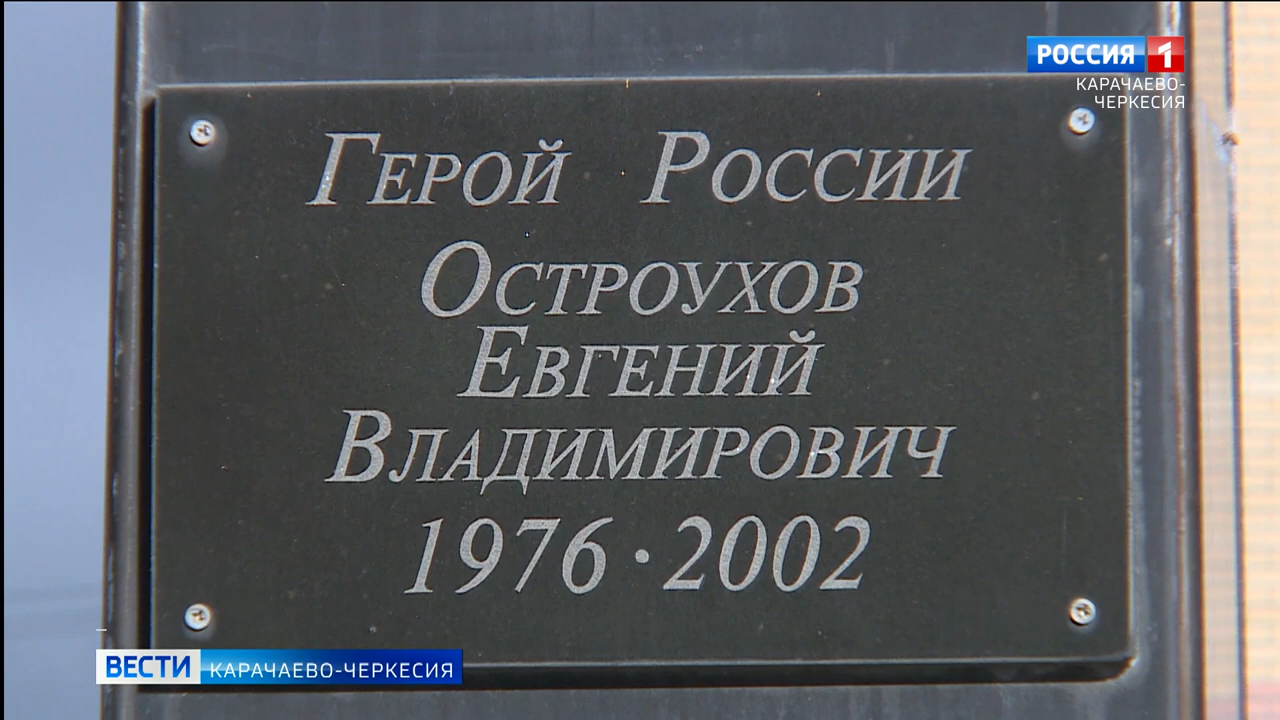 РОССИЯ 1
КАРАЧАЕВО-
ЧЕРКЕСИЯ
ГЕРОЙ РОССИИ
ОСТРОУХОВ
ЕВГЕНИЙ
ВЛАДИМИРОВИЧ
1976 · 2002
ВЕСТИ КАРАЧАЕВО-ЧЕРКЕСИЯ